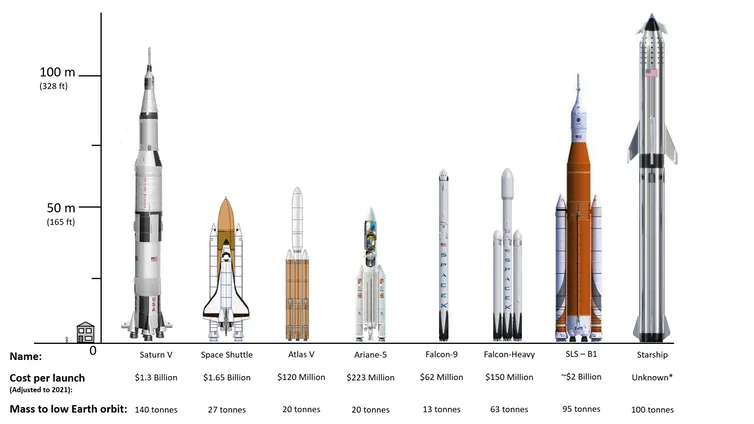 100 m
(328 ft)
50 m
(165 ft)
0
USA
SPACEX
SPACEX
Name: Saturn V Space Shuttle Atlas V Ariane-5 Falcon-9 Falcon-Heavy SLS – B1 Starship
Cost per launch $1.3 Billion $1.65 Billion $120 Million $223 Million $62 Million $150 Million ~$2 Billion Unknown*
(Adjusted to 2021):
Mass to low Earth orbit: 140 tonnes 27 tonnes 20 tonnes 20 tonnes 13 tonnes 63 tonnes 95 tonnes 100 tonnes